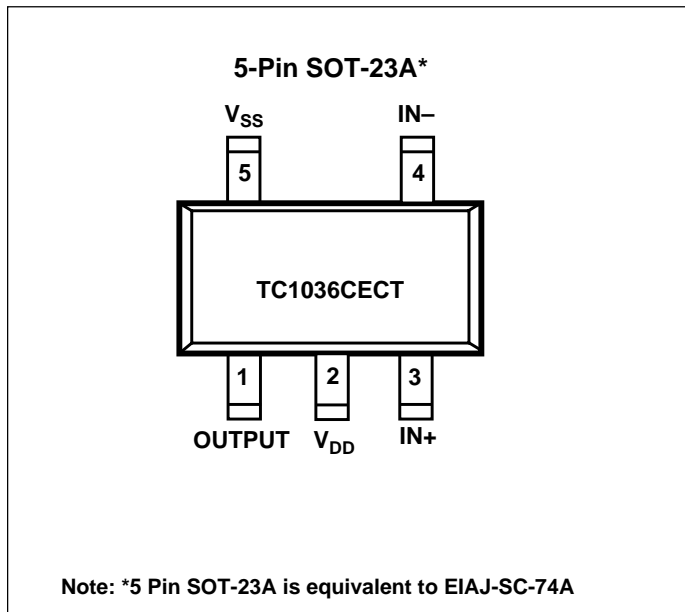 5-Pin SOT-23A*
VSS IN–
5 4
TC1036CECT
1 2 3
OUTPUT VDD IN+
Note: *5 Pin SOT-23A is equivalent to EIAJ-SC-74A